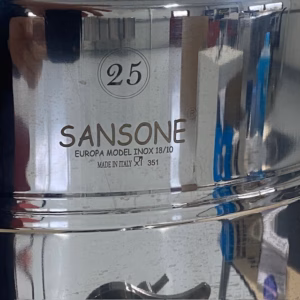 25
SANSONE
EUROPA MODEL INOX 18/10
MADE IN ITALY 351